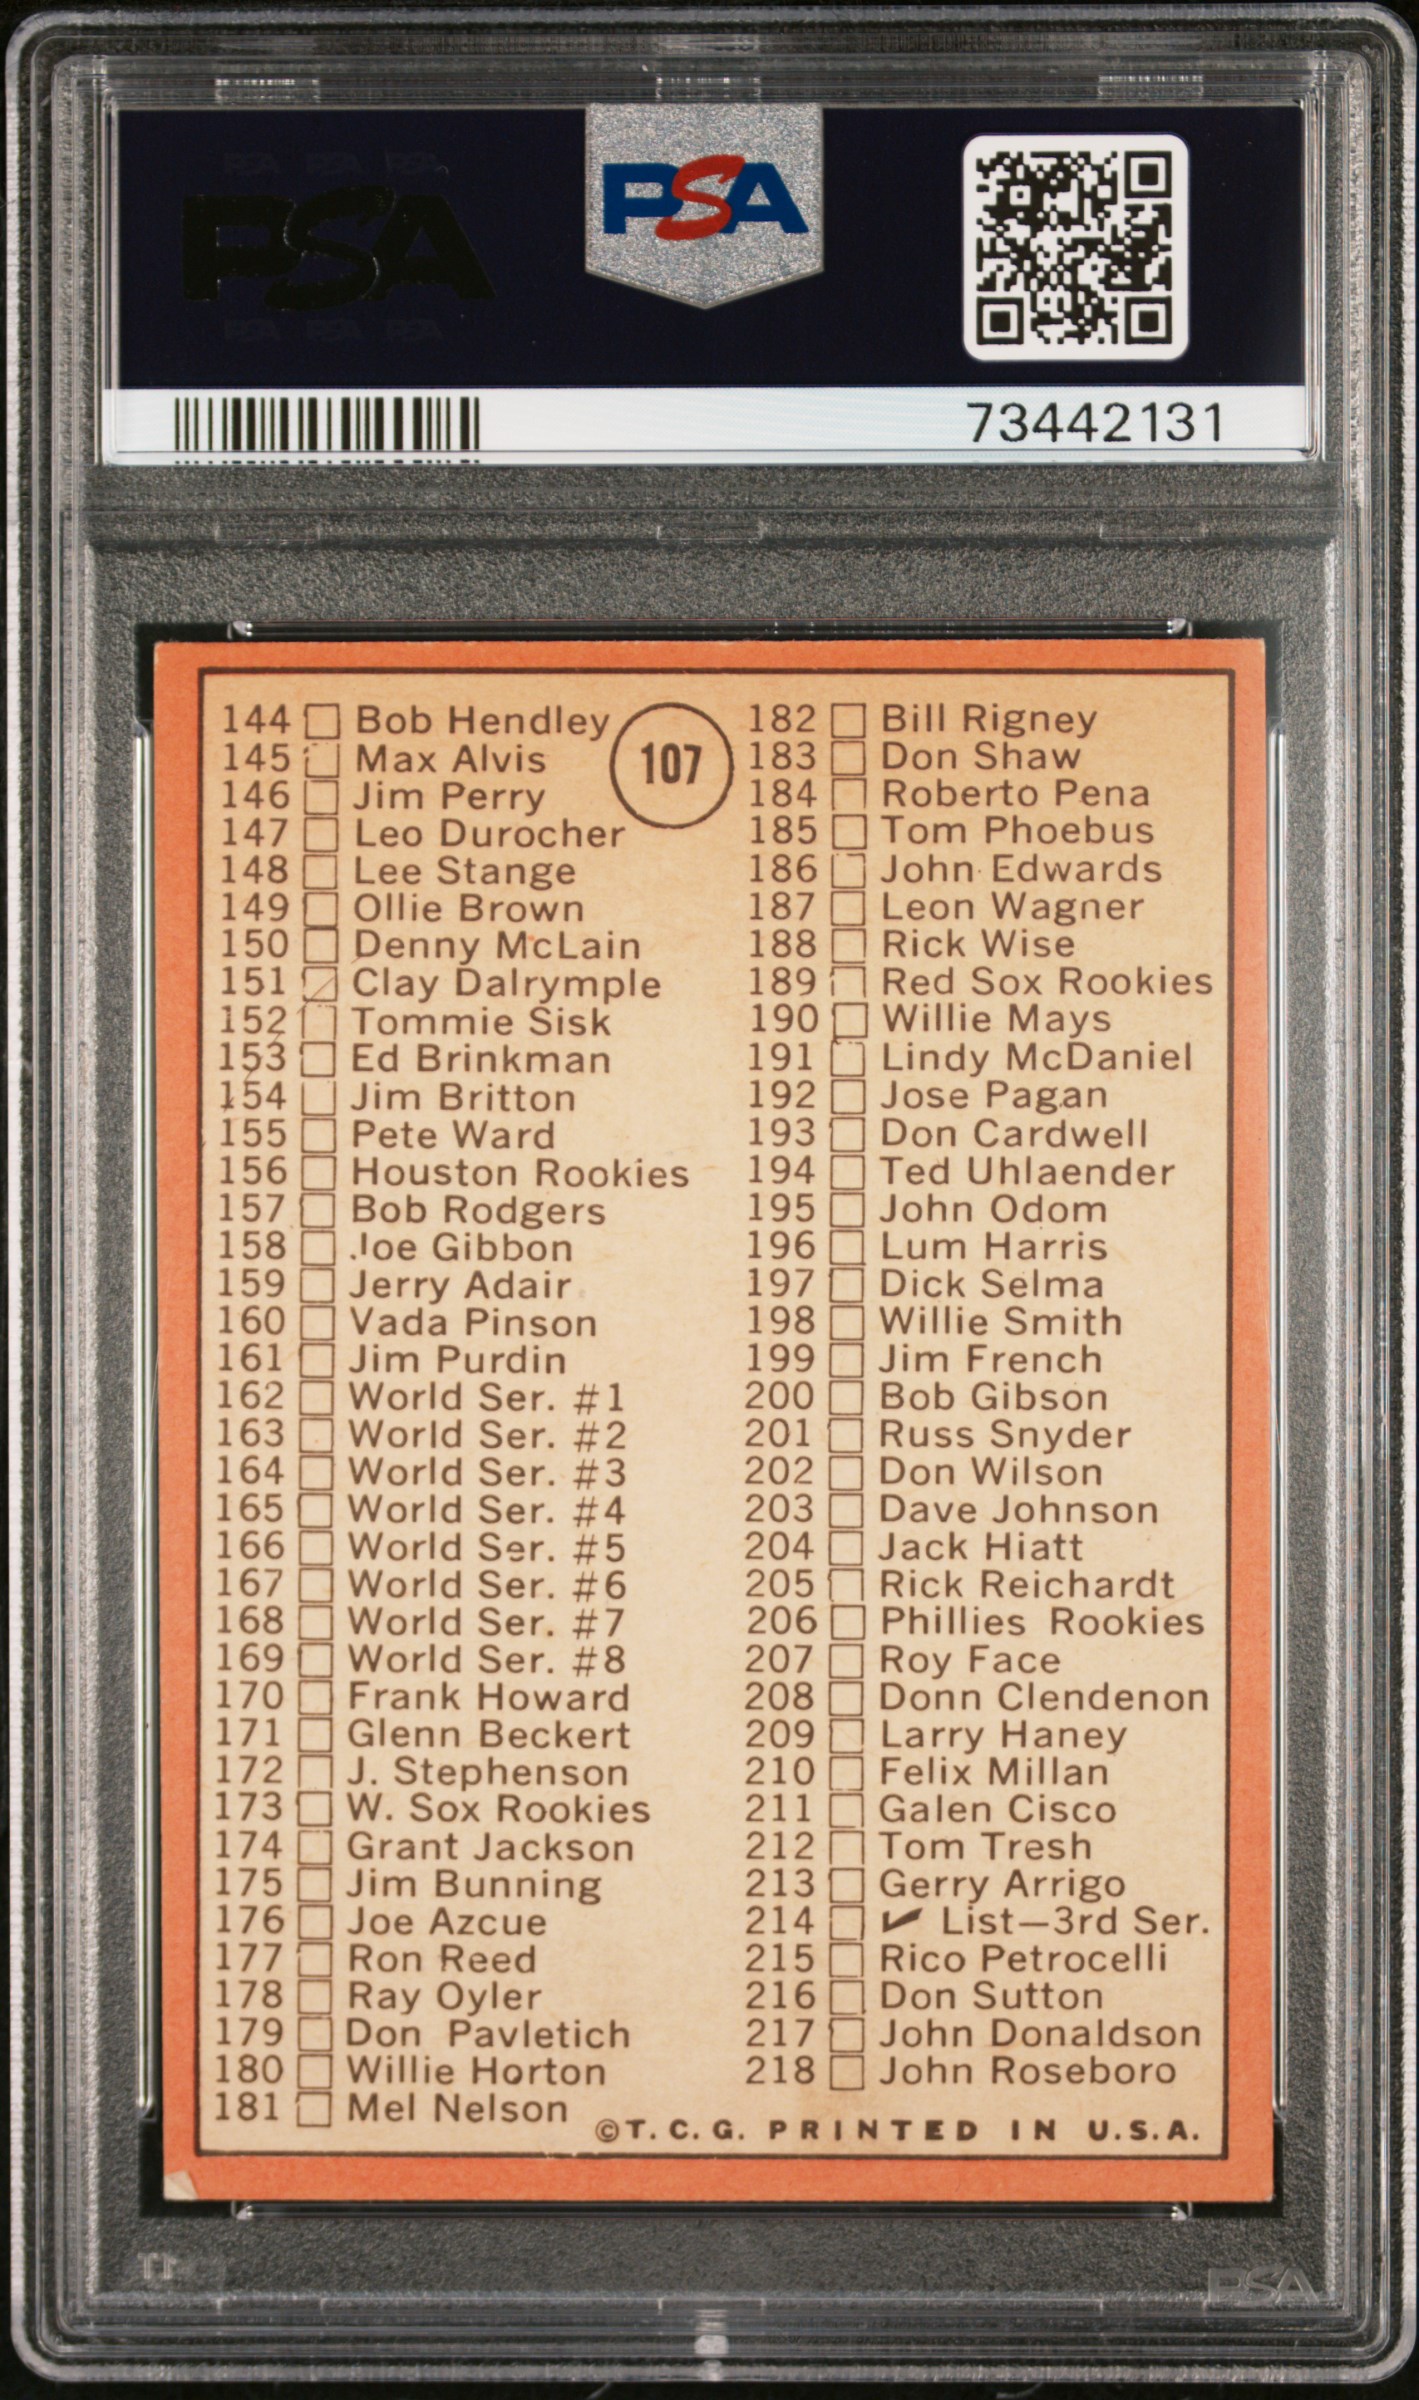 PSA PSA PSA
PSA
PSA PSA PSA
PSA
73442131
107
144 Bob Hendley
145 Max Alvis
146 Jim Perry
147 Leo Durocher
148 Lee Stange
149 Ollie Brown
150 Denny McLain
151 Clay Dalrymple
152 Tommie Sisk
153 Ed Brinkman
154 Jim Britton
155 Pete Ward
156 Houston Rookies
157 Bob Rodgers
158 Joe Gibbon
159 Jerry Adair
160 Vada Pinson
161 Jim Purdin
162 World Ser. #1
163 World Ser. #2
164 World Ser. #3
165 World Ser. #4
166 World Ser. #5
167 World Ser. #6
168 World Ser. #7
169 World Ser. #8
170 Frank Howard
171 Glenn Beckert
172 J. Stephenson
173 W. Sox Rookies
174 Grant Jackson
175 Jim Bunning
176 Joe Azcue
177 Ron Reed
178 Ray Oyler
179 Don Pavletich
180 Willie Horton
181 Mel Nelson
182 Bill Rigney
183 Don Shaw
184 Roberto Pena
185 Tom Phoebus
186 John Edwards
187 Leon Wagner
188 Rick Wise
189 Red Sox Rookies
190 Willie Mays
191 Lindy McDaniel
192 Jose Pagan
193 Don Cardwell
194 Ted Uhlaender
195 John Odom
196 Lum Harris
197 Dick Selma
198 Willie Smith
199 Jim French
200 Bob Gibson
201 Russ Snyder
202 Don Wilson
203 Dave Johnson
204 Jack Hiatt
205 Rick Reichardt
206 Phillies Rookies
207 Roy Face
208 Donn Clendenon
209 Larry Haney
210 Felix Millan
211 Galen Cisco
212 Tom Tresh
213 Gerry Arrigo
214 ✔ List—3rd Ser.
215 Rico Petrocelli
216 Don Sutton
217 John Donaldson
218 John Roseboro
©T.C.G. PRINTED IN U.S.A.
PSA